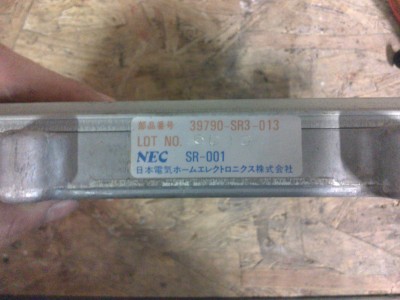 部品番号 39790-SR3-013
LOT NO.
NEC SR-001
日本電気ホームエレクトロニクス株式会社